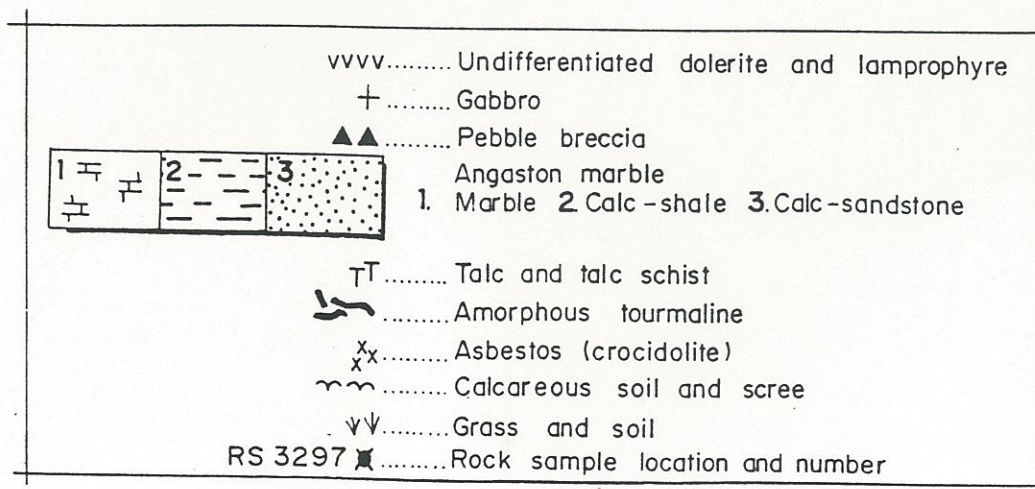 vvvv......... Undifferentiated dolerite and lamprophyre
+ ......... Gabbro
▲▲ ......... Pebble breccia
Angaston marble
1 2 3
1. Marble 2 Calc-shale 3. Calc-sandstone
TT ......... Talc and talc schist
......... Amorphous tourmaline
xxx ......... Asbestos (crocidolite)
......... Calcareous soil and scree
......... Grass and soil
RS 3297 ......... Rock sample location and number